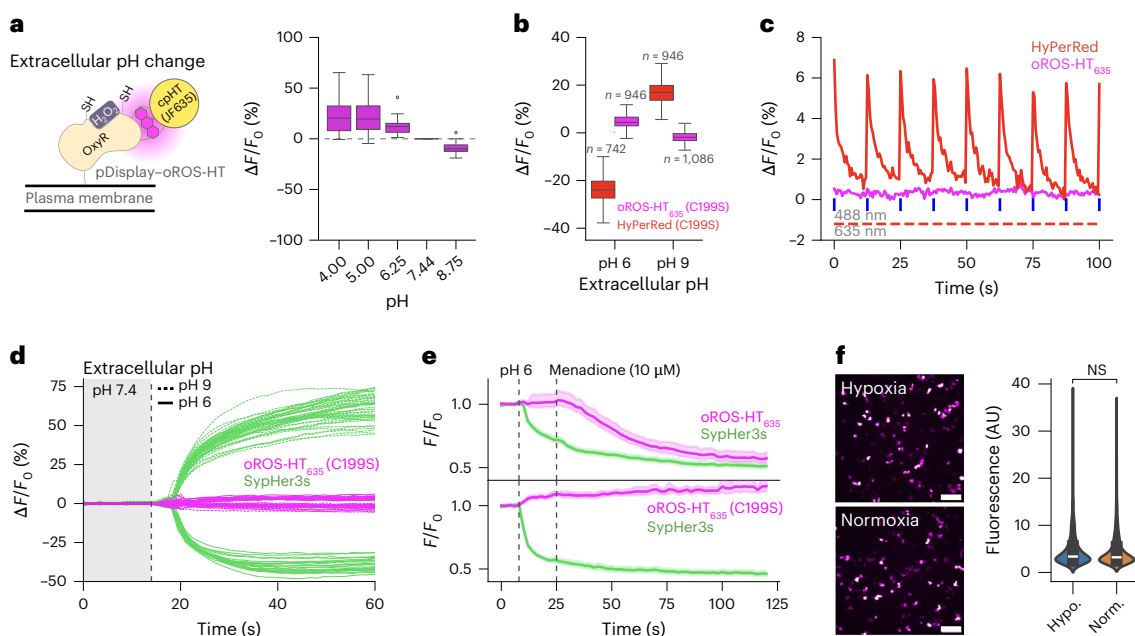 a
Extracellular pH change
SH
SH
H2O2
OxyR
cpHT
(JF635)
pDisplay–oROS-HT
Plasma membrane
ΔF/F0 (%)
100
50
0
−50
−100
4.00
5.00
6.25
7.44
8.75
pH
b
ΔF/F0 (%)
40
20
0
−20
−40
n = 946
n = 946
n = 742
n = 1,086
oROS-HT635 (C199S)
HyPerRed (C199S)
pH 6
pH 9
Extracellular pH
c
HyPerRed
oROS-HT635
ΔF/F0 (%)
8
6
4
2
0
−2
488 nm
635 nm
0
25
50
75
100
Time (s)
d
Extracellular pH
pH 7.4
pH 9
pH 6
ΔF/F0 (%)
75
50
25
0
−25
−50
oROS-HT635 (C199S)
SypHer3s
0
20
40
60
Time (s)
e
pH 6
Menadione (10 μM)
F/F0
1.0
0.5
oROS-HT635
SypHer3s
F/F0
1.0
0.5
oROS-HT635 (C199S)
SypHer3s
0
25
50
75
100
125
Time (s)
f
Hypoxia
Normoxia
Fluorescence (AU)
NS
40
30
20
10
0
Hypo.
Norm.